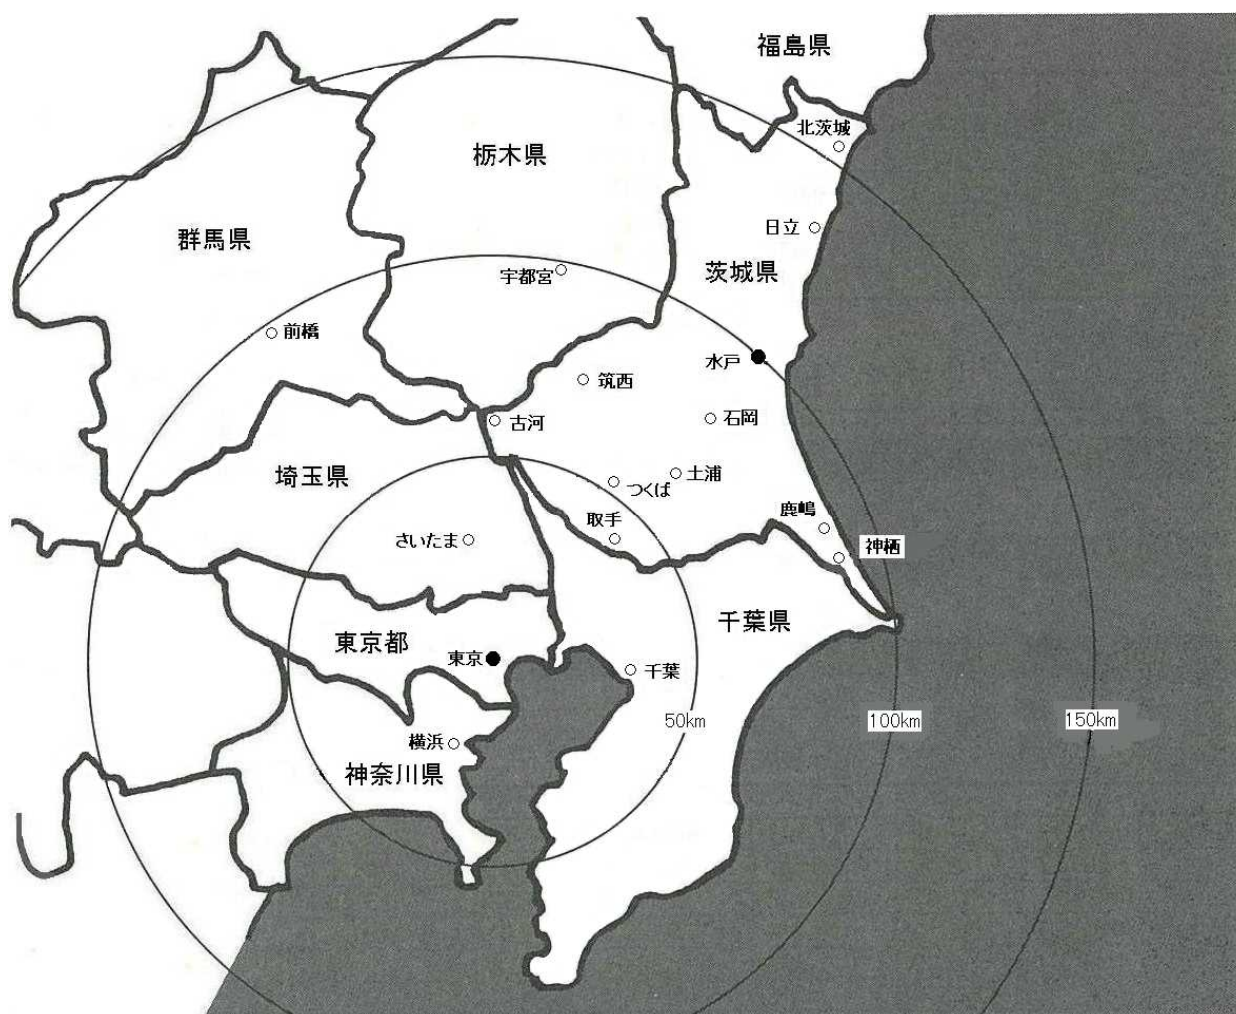 福島県
北茨城
栃木県
日立
群馬県
茨城県
宇都宮
前橋
水戸
筑西
石岡
古河
埼玉県
土浦
つくば
鹿嶋
取手
さいたま
神栖
千葉県
東京都
東京
千葉
50km
100km
150km
横浜
神奈川県